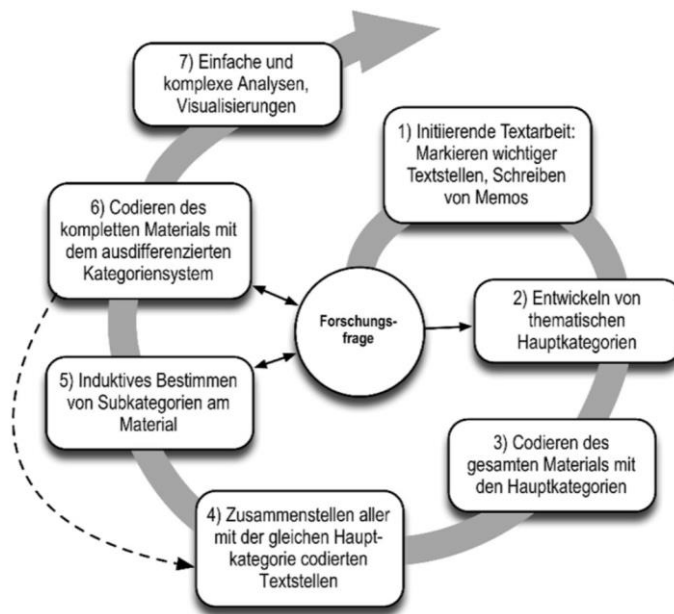 7) Einfache und
komplexe Analysen,
Visualisierungen
1) Initiierende Textarbeit:
Markieren wichtiger
Textstellen, Schreiben
von Memos
6) Codieren des
kompletten Materials mit
dem ausdifferenzierten
Kategoriensystem
Forschungs-
frage
2) Entwickeln von
thematischen
Hauptkategorien
5) Induktives Bestimmen
von Subkategorien am
Material
3) Codieren des
gesamten Materials mit
den Hauptkategorien
4) Zusammenstellen aller
mit der gleichen Haupt-
kategorie codierten
Textstellen